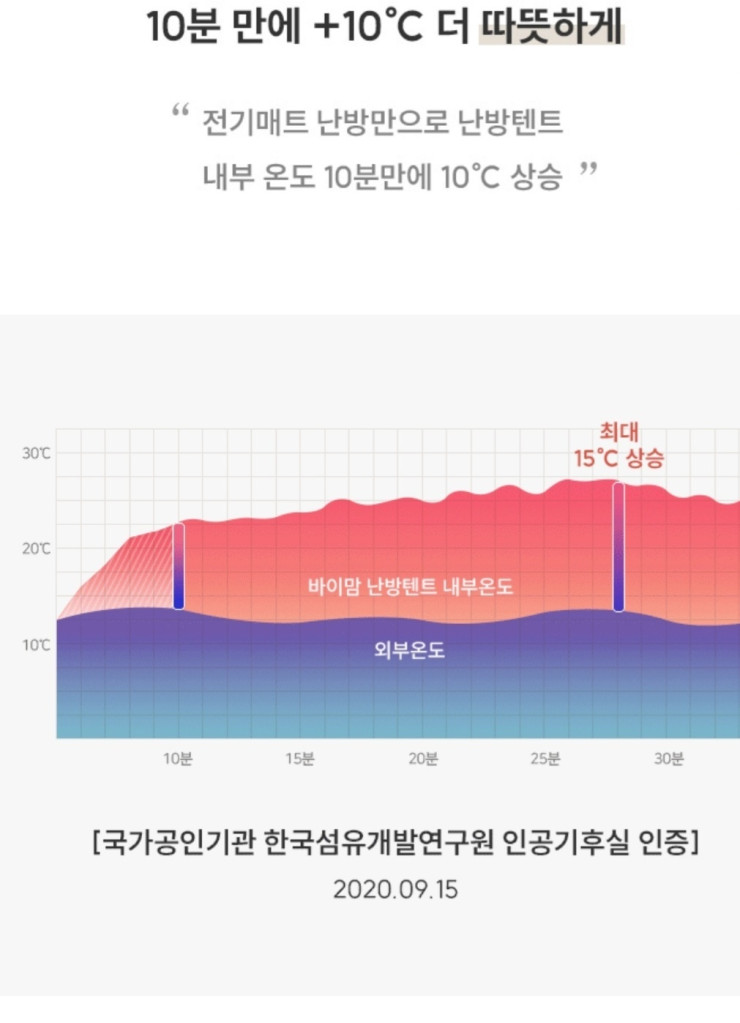 10분 만에 +10℃ 더 따뜻하게
“ 전기매트 난방만으로 난방텐트
내부 온도 10분만에 10℃ 상승 ”
최대
15℃ 상승
30℃
20℃
10℃
바이맘 난방텐트 내부온도
외부온도
10분 15분 20분 25분 30분
[국가공인기관 한국섬유개발연구원 인공기후실 인증]
2020.09.15